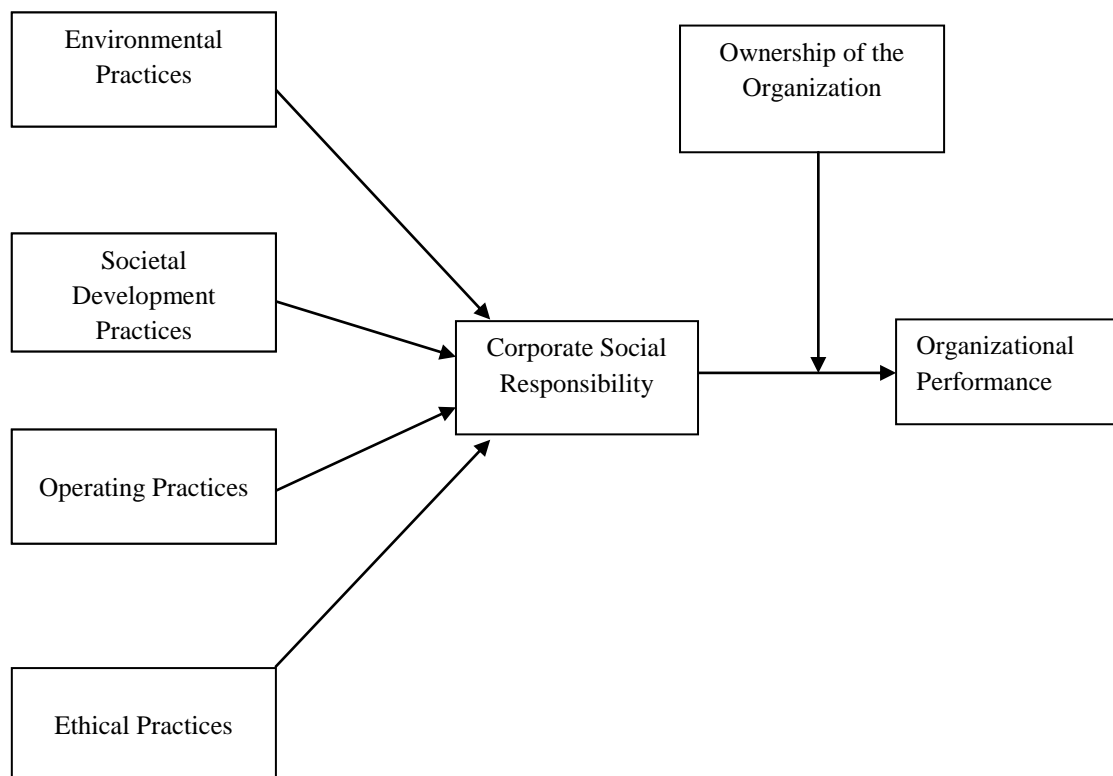 Environmental
Practices
Ownership of the
Organization
Societal
Development
Practices
Corporate Social
Responsibility
Organizational
Performance
Operating Practices
Ethical Practices